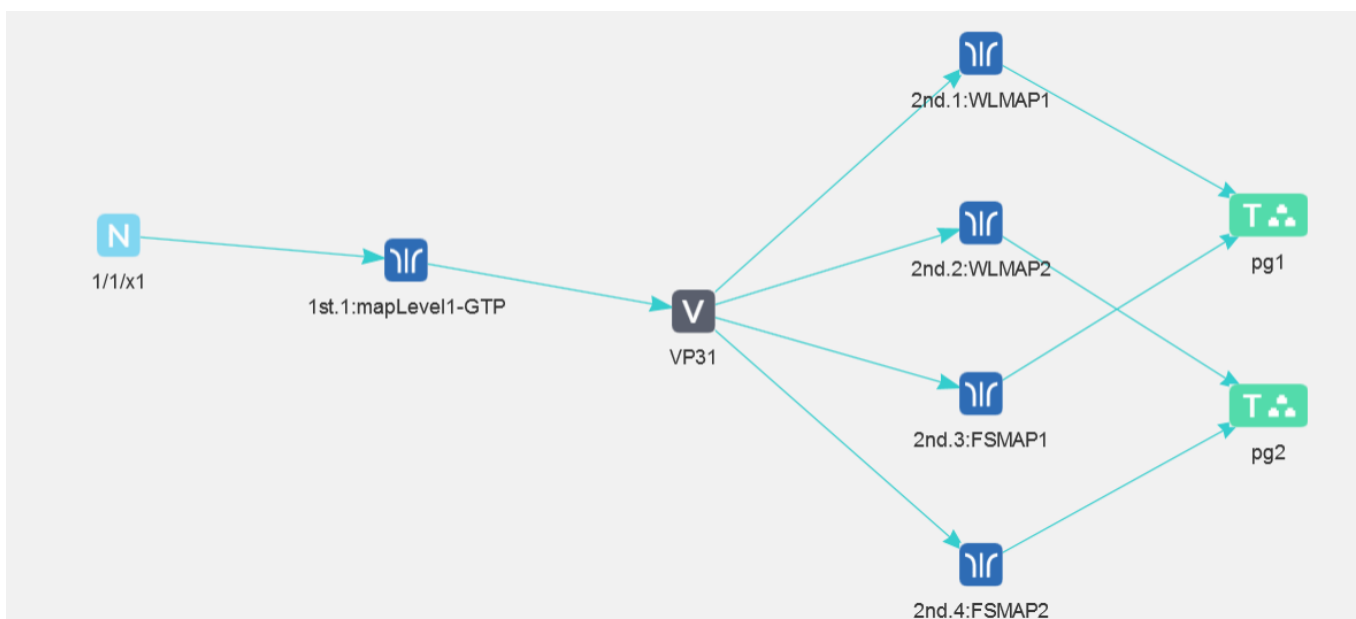 N
1/1/x1
1st.1:mapLevel1-GTP
V
VP31
2nd.1:WLMAP1
2nd.2:WLMAP2
2nd.3:FSMAP1
2nd.4:FSMAP2
T
pg1
T
pg2